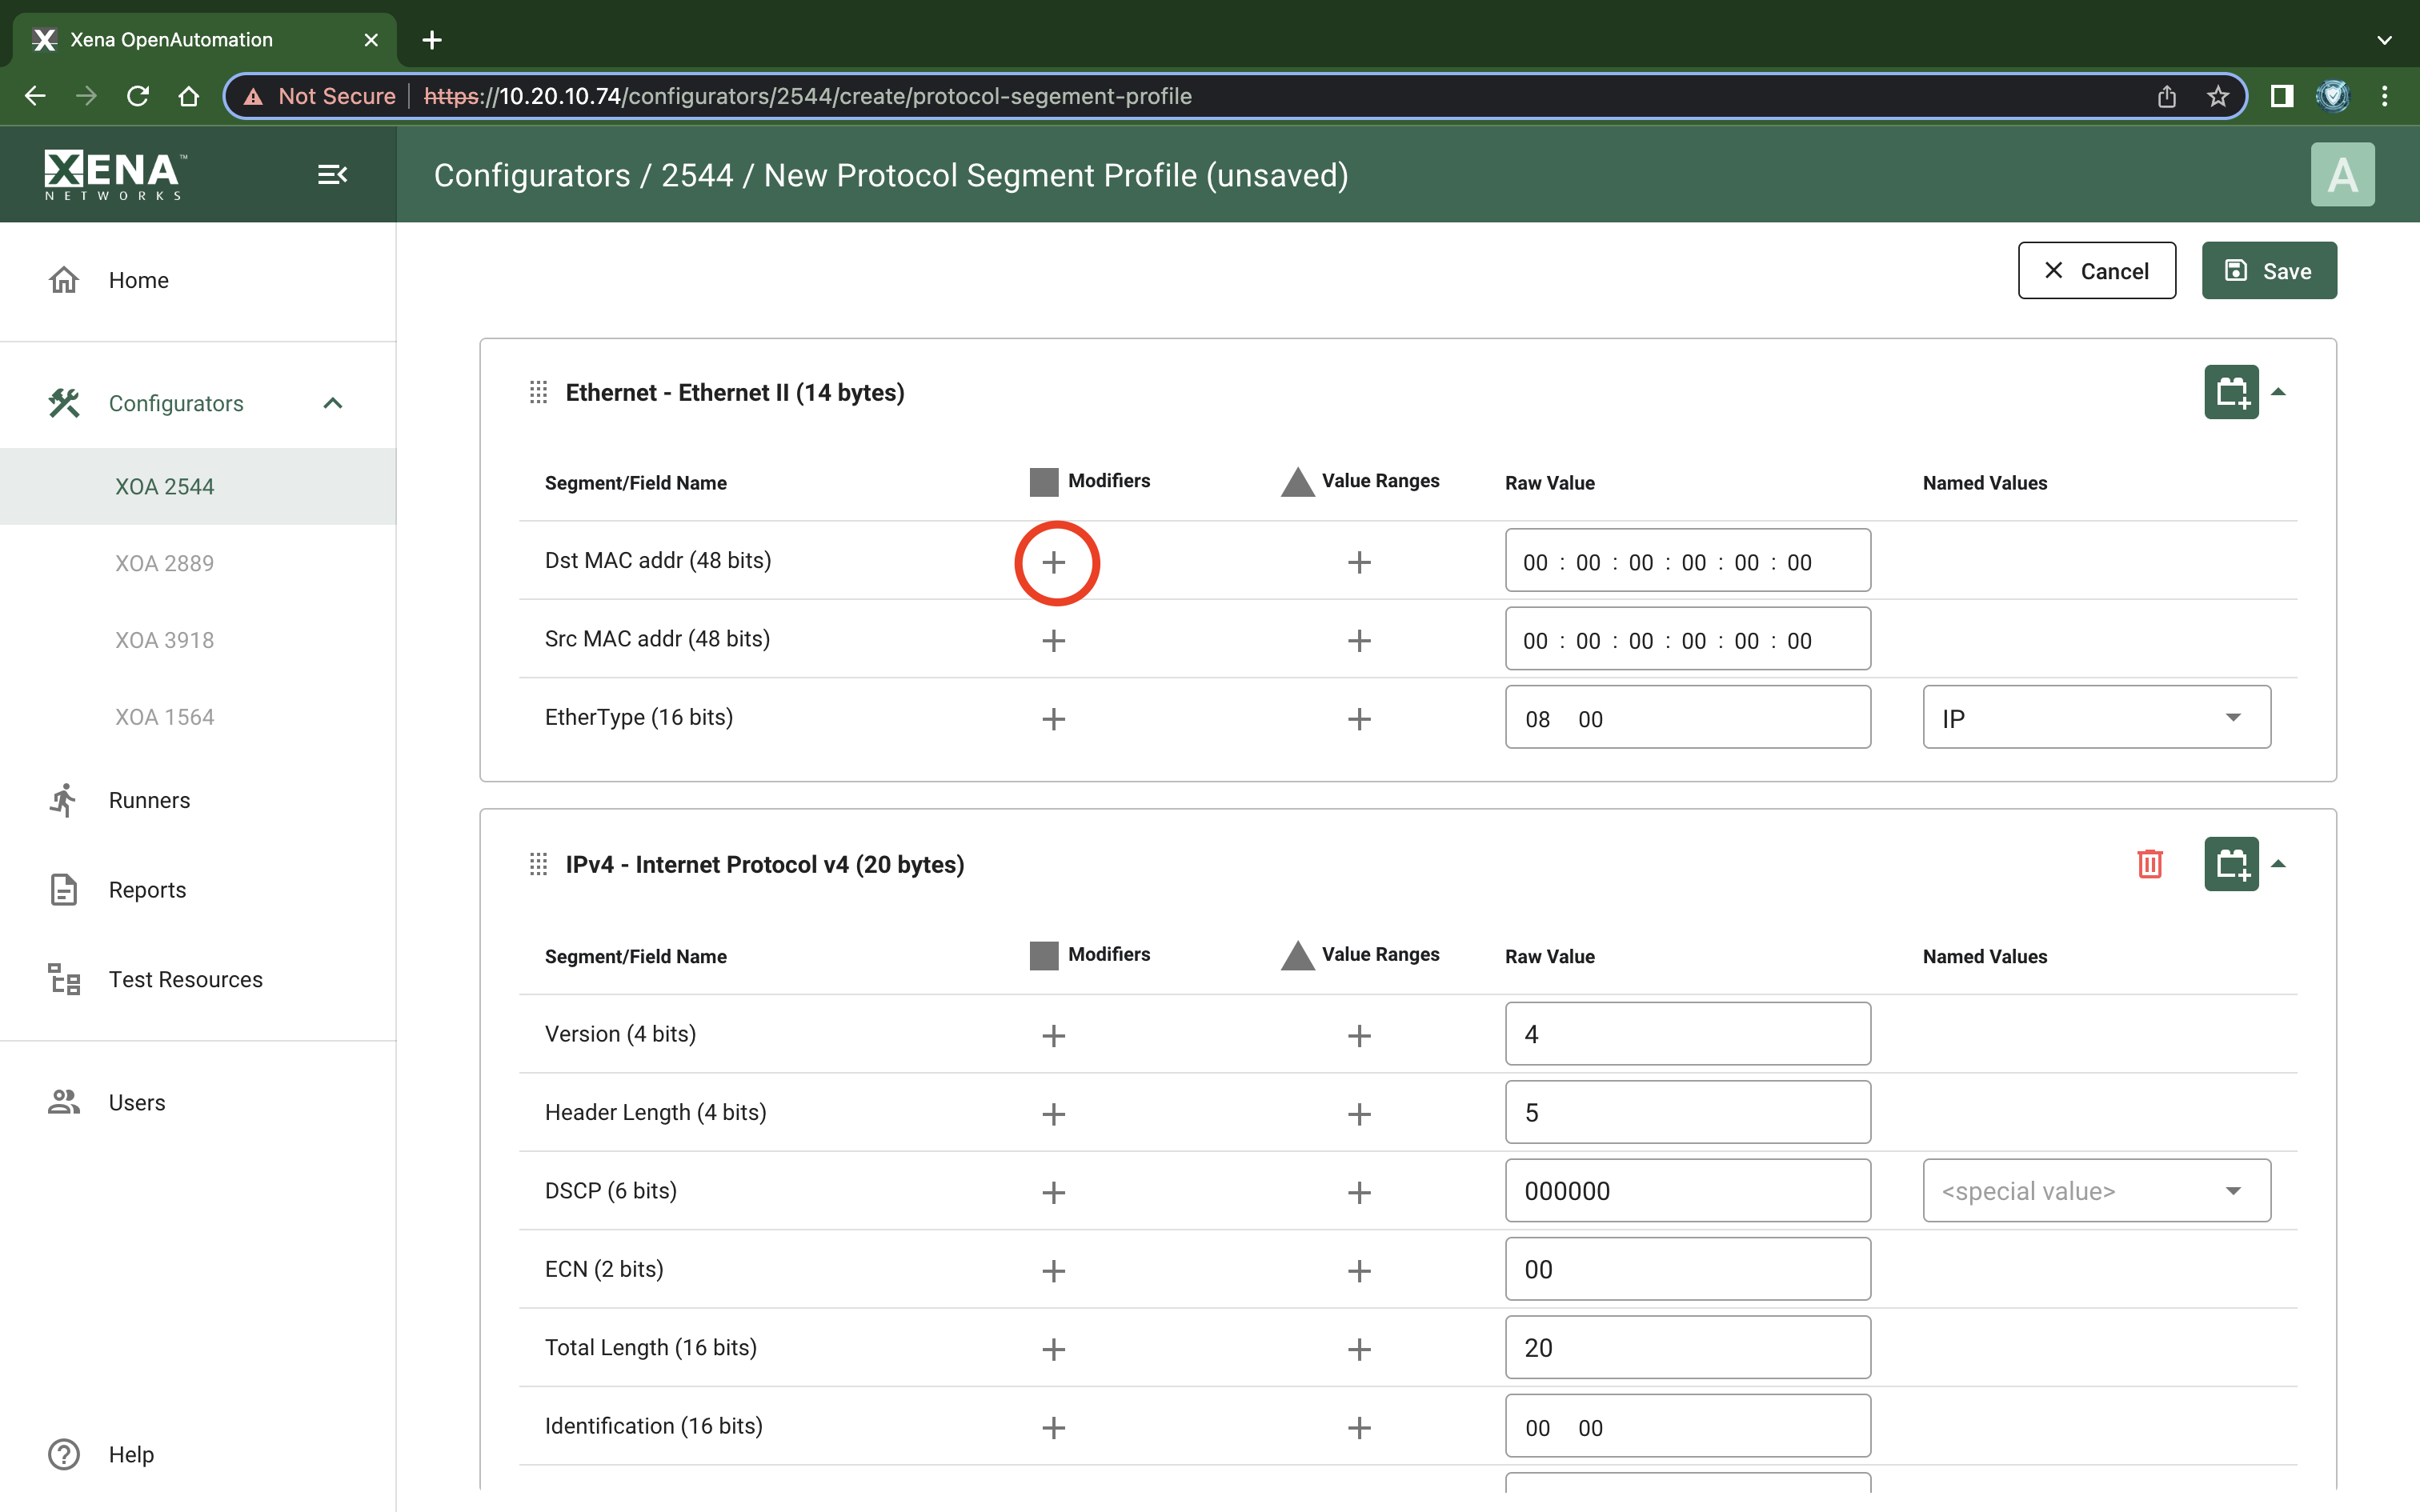 Xena OpenAutomation
Not Secure https://10.20.10.74/configurators/2544/create/protocol-segement-profile
XENA™
NETWORKS
Configurators / 2544 / New Protocol Segment Profile (unsaved)
A
Home
Configurators
XOA 2544
XOA 2889
XOA 3918
XOA 1564
Runners
Reports
Test Resources
Users
Help
Cancel
Save
Ethernet - Ethernet II (14 bytes)
Segment/Field Name Modifiers Value Ranges Raw Value Named Values
Dst MAC addr (48 bits) 00 : 00 : 00 : 00 : 00 : 00
Src MAC addr (48 bits) 00 : 00 : 00 : 00 : 00 : 00
EtherType (16 bits) 08 00 IP
IPv4 - Internet Protocol v4 (20 bytes)
Segment/Field Name Modifiers Value Ranges Raw Value Named Values
Version (4 bits) 4
Header Length (4 bits) 5
DSCP (6 bits) 000000 <special value>
ECN (2 bits) 00
Total Length (16 bits) 20
Identification (16 bits) 00 00